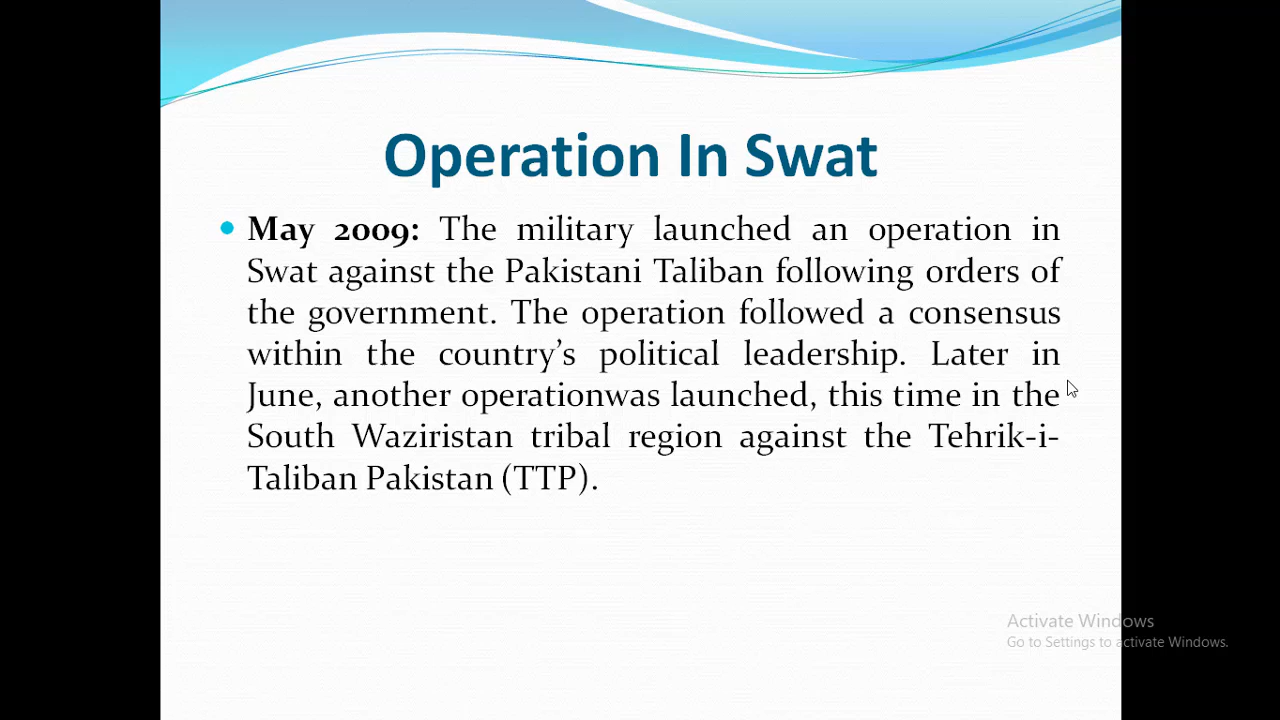 Operation In Swat
• May 2009: The military launched an operation in
Swat against the Pakistani Taliban following orders of
the government. The operation followed a consensus
within the country’s political leadership. Later in
June, another operationwas launched, this time in the
South Waziristan tribal region against the Tehrik-i-
Taliban Pakistan (TTP).
Activate Windows
Go to Settings to activate Windows.